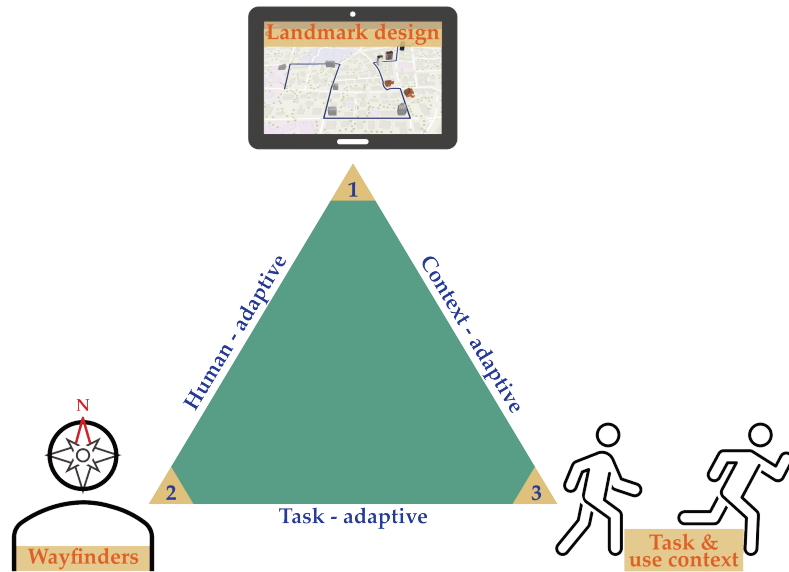 Landmark design
1
Human - adaptive
Context - adaptive
N
2
3
Task - adaptive
Wayfinders
Task &
use context